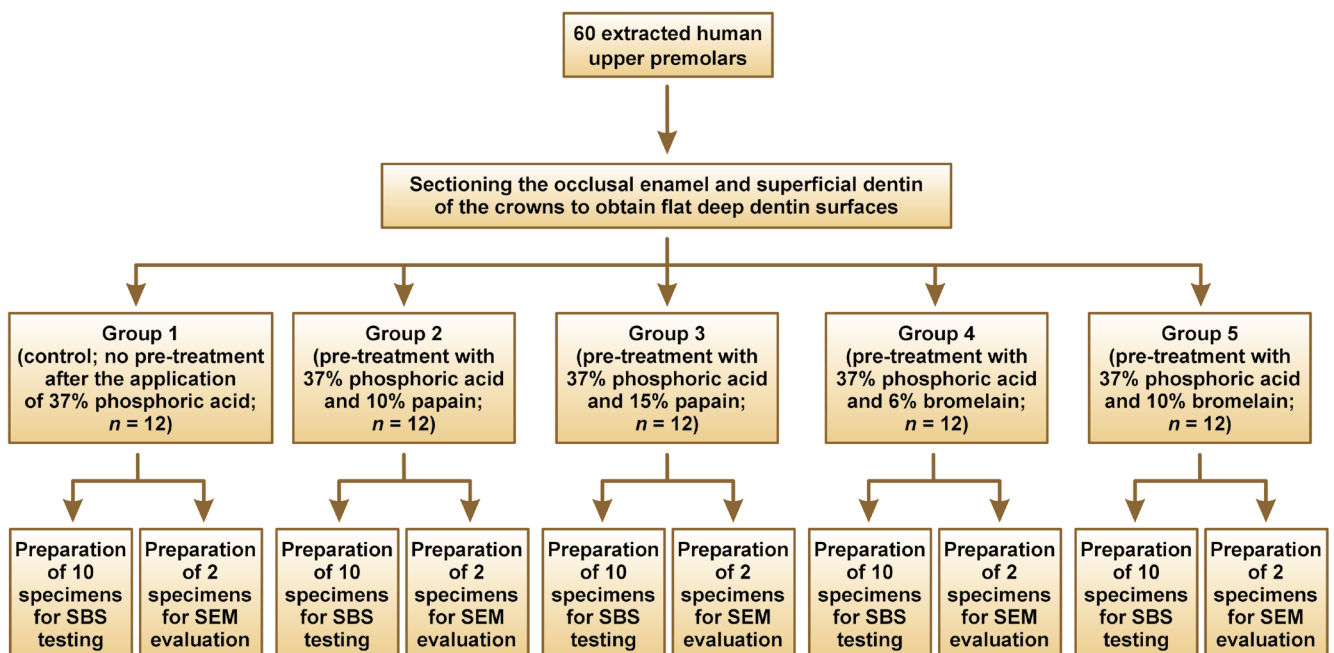 60 extracted human
upper premolars
Sectioning the occlusal enamel and superficial dentin
of the crowns to obtain flat deep dentin surfaces
Group 1
(control; no pre-treatment
after the application
of 37% phosphoric acid;
n = 12)
Group 2
(pre-treatment with
37% phosphoric acid
and 10% papain;
n = 12)
Group 3
(pre-treatment with
37% phosphoric acid
and 15% papain;
n = 12)
Group 4
(pre-treatment with
37% phosphoric acid
and 6% bromelain;
n = 12)
Group 5
(pre-treatment with
37% phosphoric acid
and 10% bromelain;
n = 12)
Preparation
of 10
specimens
for SBS
testing
Preparation
of 2
specimens
for SEM
evaluation
Preparation
of 10
specimens
for SBS
testing
Preparation
of 2
specimens
for SEM
evaluation
Preparation
of 10
specimens
for SBS
testing
Preparation
of 2
specimens
for SEM
evaluation
Preparation
of 10
specimens
for SBS
testing
Preparation
of 2
specimens
for SEM
evaluation
Preparation
of 10
specimens
for SBS
testing
Preparation
of 2
specimens
for SEM
evaluation